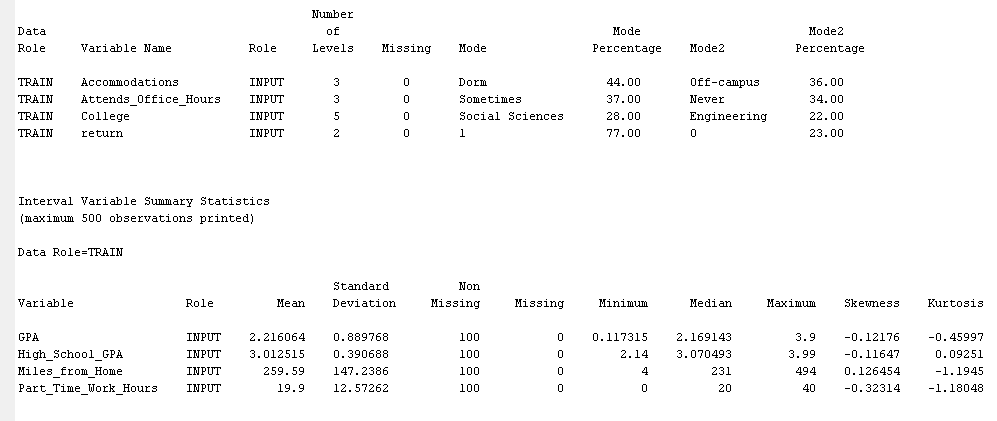 Number
Data of Mode Mode2
Role Variable Name Role Levels Missing Mode Percentage Mode2 Percentage
TRAIN Accommodations INPUT 3 0 Dorm 44.00 Off-campus 36.00
TRAIN Attends_Office_Hours INPUT 3 0 Sometimes 37.00 Never 34.00
TRAIN College INPUT 5 0 Social Sciences 28.00 Engineering 22.00
TRAIN return INPUT 2 0 1 77.00 0 23.00
Interval Variable Summary Statistics
(maximum 500 observations printed)
Data Role=TRAIN
Standard Non
Variable Role Mean Deviation Missing Missing Minimum Median Maximum Skewness Kurtosis
GPA INPUT 2.216064 0.889768 100 0 0.117315 2.169143 3.9 -0.12176 -0.45997
High_School_GPA INPUT 3.012515 0.390688 100 0 2.14 3.070493 3.99 -0.11647 0.09251
Miles_from_Home INPUT 259.59 147.2386 100 0 4 231 494 0.126454 -1.1945
Part_Time_Work_Hours INPUT 19.9 12.57262 100 0 0 20 40 -0.32314 -1.18048